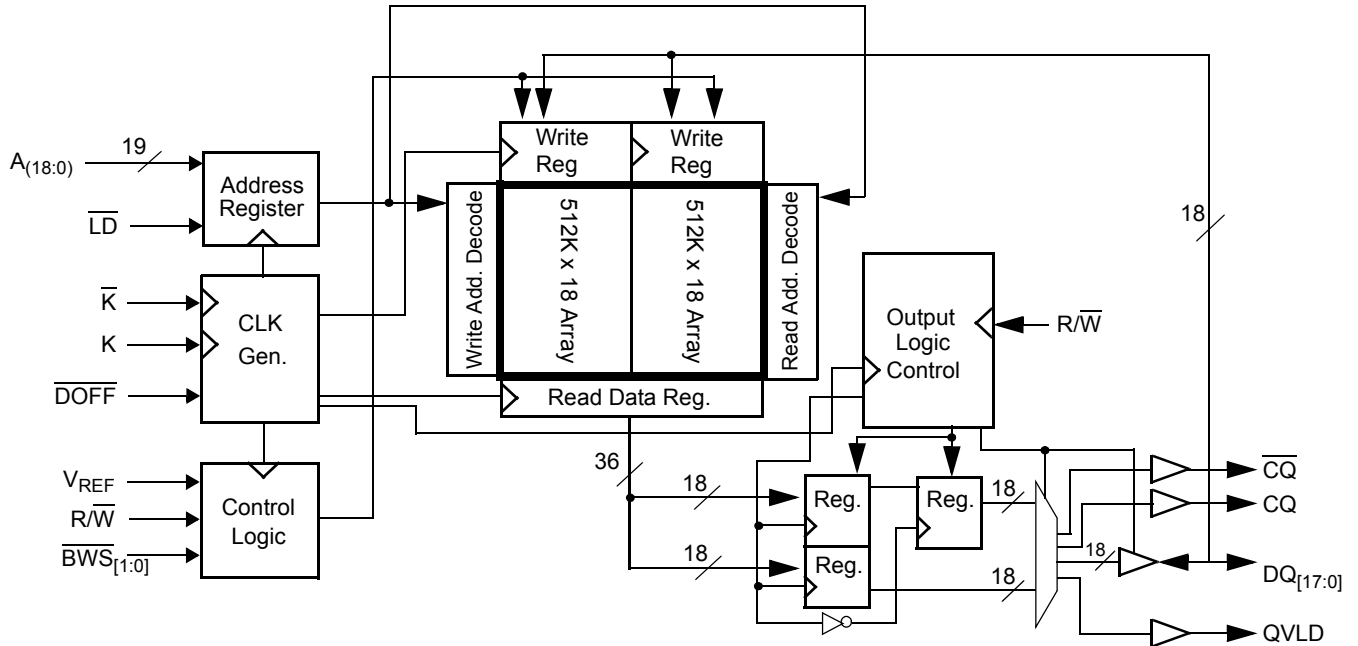 A(18:0)
19
LD
Address
Register
K
K
DOFF
CLK
Gen.
VREF
R/W
BWS[1:0]
Control
Logic
Write
Reg
Write
Reg
Write Add. Decode
512K x 18 Array
512K x 18 Array
Read Add. Decode
Read Data Reg.
18
Output
Logic
Control
R/W
36
18
18
Reg.
Reg.
Reg.
18
18
18
CQ
CQ
DQ[17:0]
QVLD